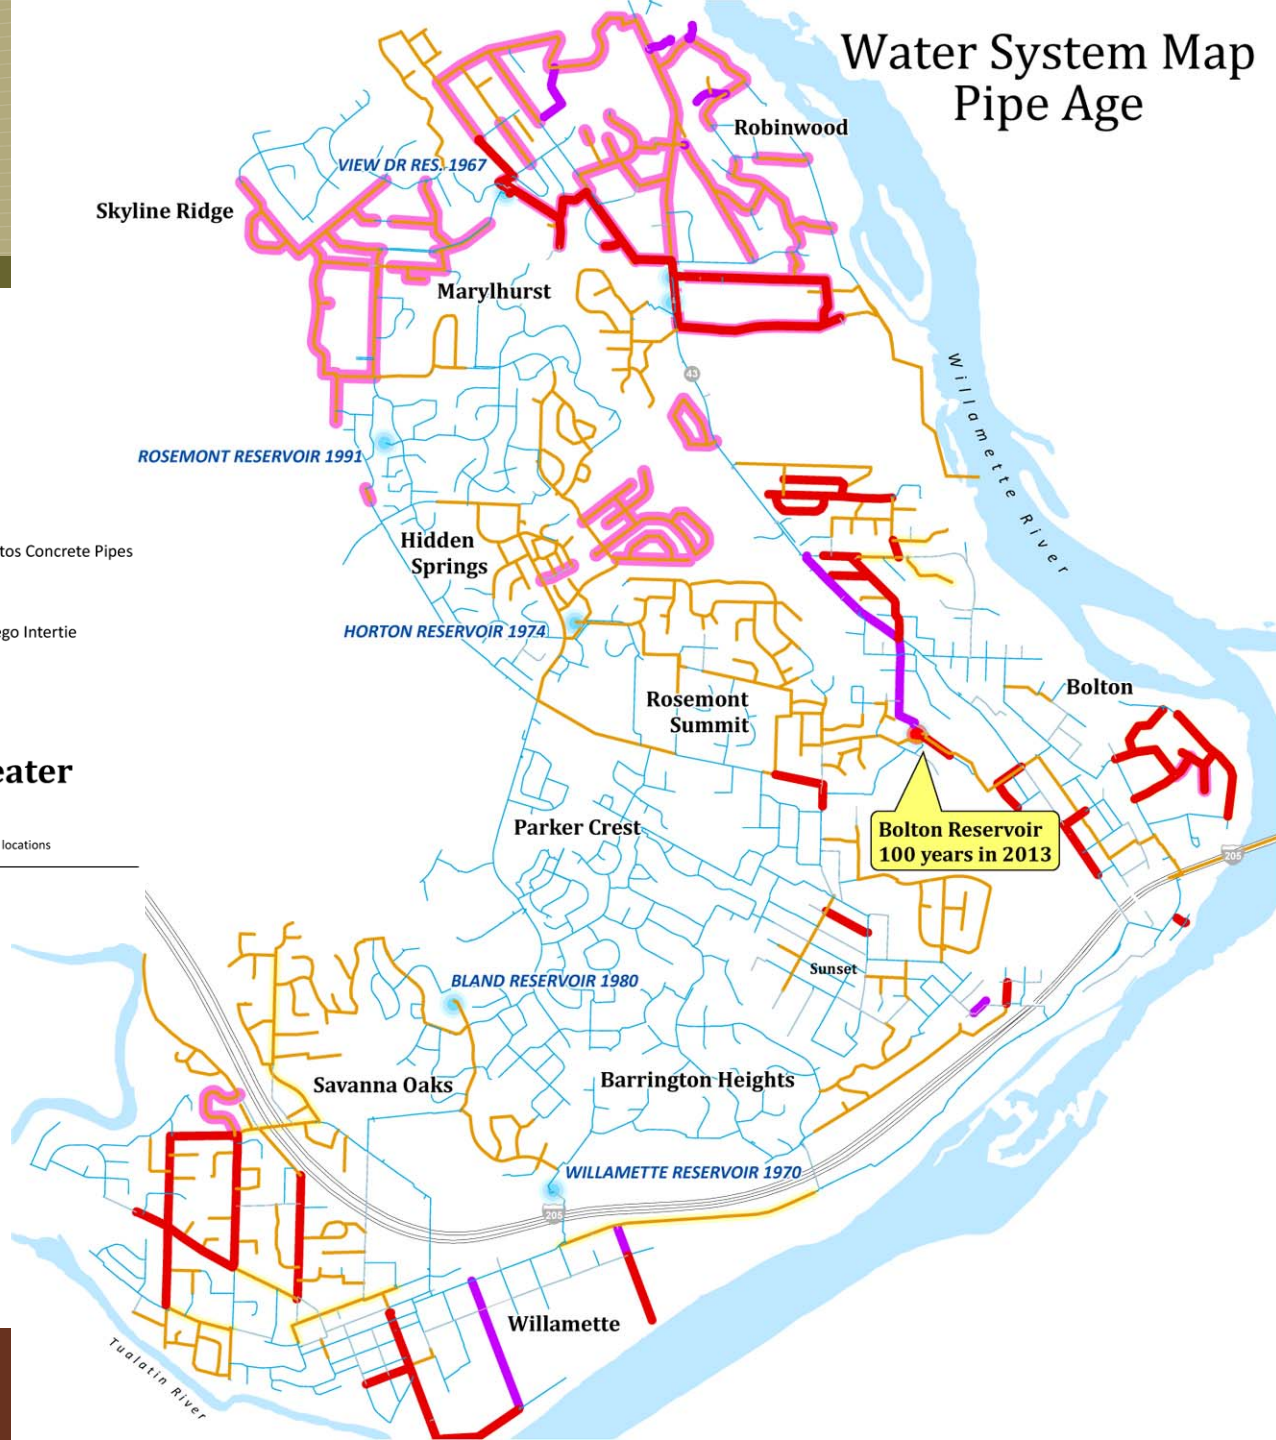 Water System Map
Pipe Age
Robinwood
VIEW DR RES. 1967
Skyline Ridge
Marylhurst
43
Willamette River
ROSEMONT RESERVOIR 1991
Hidden
Springs
tos Concrete Pipes
HORTON RESERVOIR 1974
ego Intertie
Bolton
Rosemont
Summit
eater
Parker Crest
Bolton Reservoir
100 years in 2013
locations
205
Sunset
BLAND RESERVOIR 1980
Savanna Oaks
Barrington Heights
WILLAMETTE RESERVOIR 1970
205
Willamette
Tualatin River